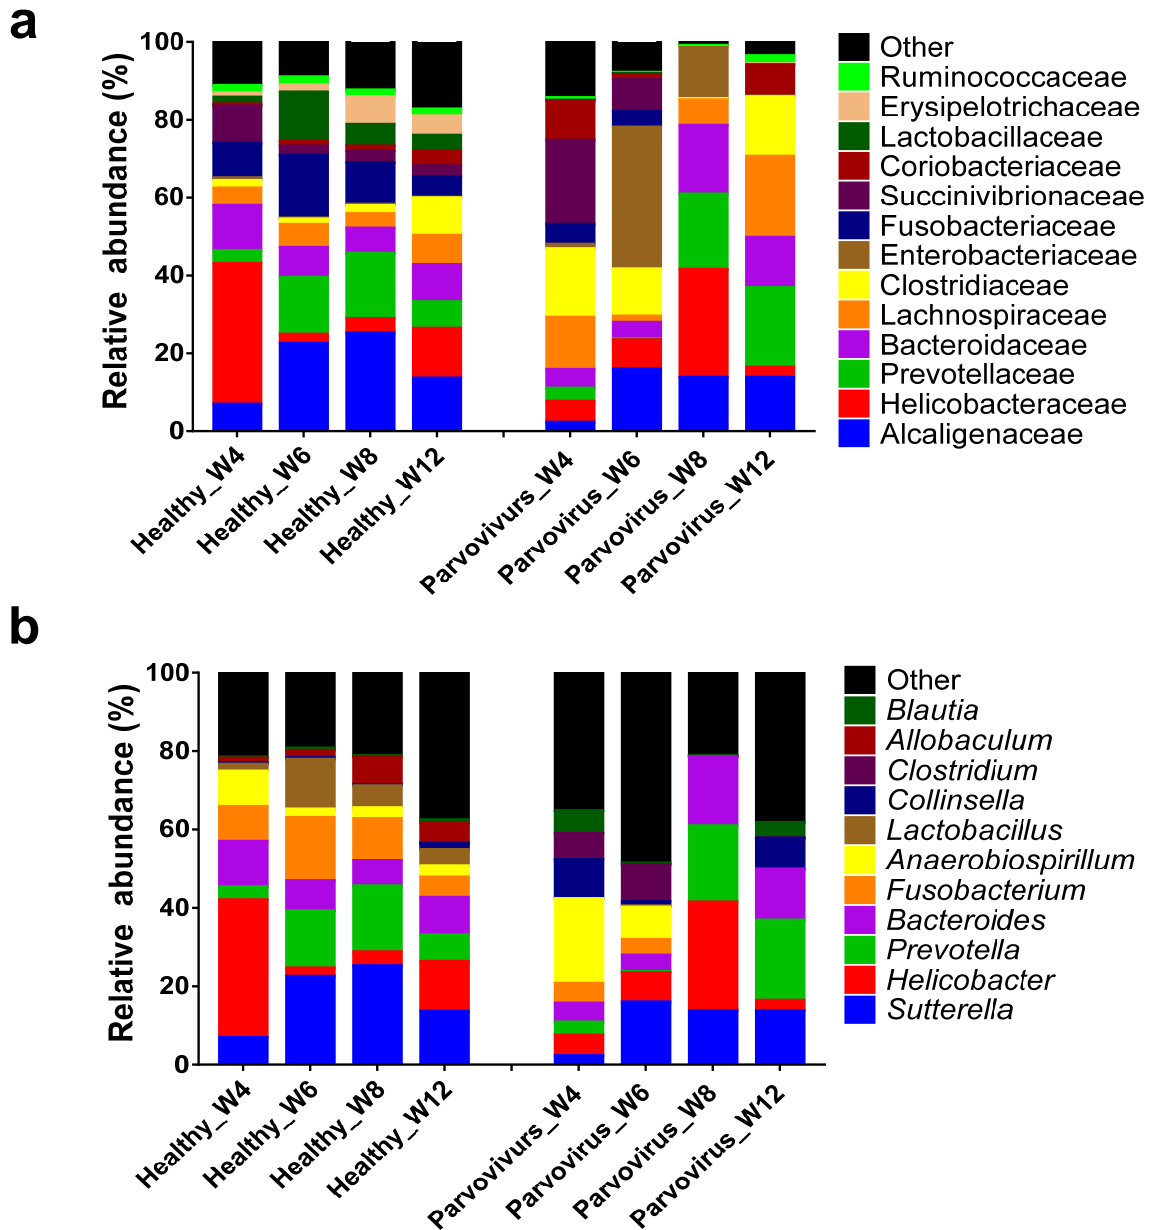 a
Relative abundance (%)
100
80
60
40
20
0
Healthy_W4
Healthy_W6
Healthy_W8
Healthy_W12
Parvovivurs_W4
Parvovirus_W6
Parvovirus_W8
Parvovirus_W12
Other
Ruminococcaceae
Erysipelotrichaceae
Lactobacillaceae
Coriobacteriaceae
Succinivibrionaceae
Fusobacteriaceae
Enterobacteriaceae
Clostridiaceae
Lachnospiraceae
Bacteroidaceae
Prevotellaceae
Helicobacteraceae
Alcaligenaceae
b
Relative abundance (%)
100
80
60
40
20
0
Healthy_W4
Healthy_W6
Healthy_W8
Healthy_W12
Parvovivurs_W4
Parvovirus_W6
Parvovirus_W8
Parvovirus_W12
Other
Blautia
Allobaculum
Clostridium
Collinsella
Lactobacillus
Anaerobiospirillum
Fusobacterium
Bacteroides
Prevotella
Helicobacter
Sutterella